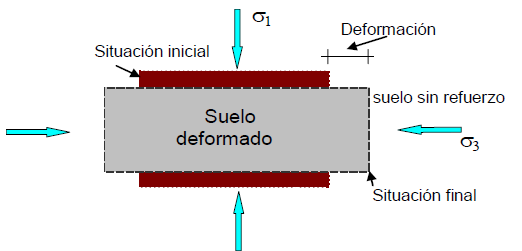 σ1
Deformación
Situación inicial
suelo sin refuerzo
Suelo
deformado
σ3
Situación final